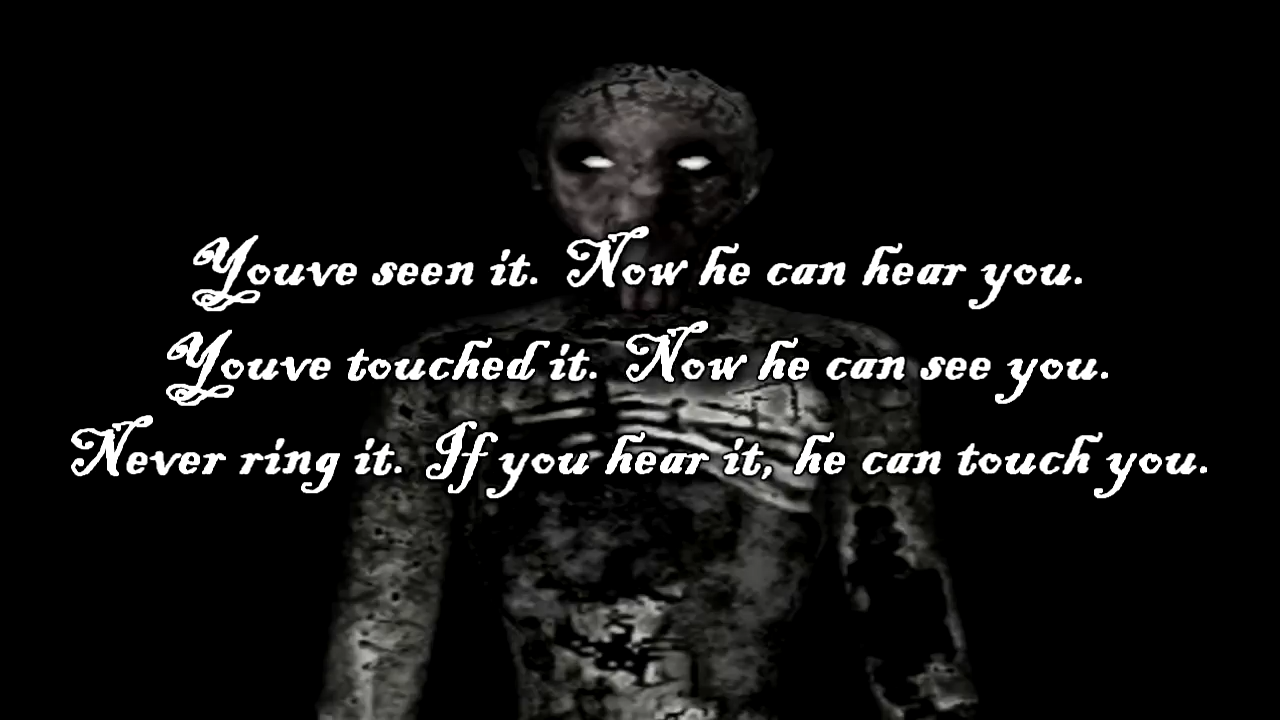 Youve seen it. Now he can hear you.
Youve touched it. Now he can see you.
Never ring it. If you hear it, he can touch you.